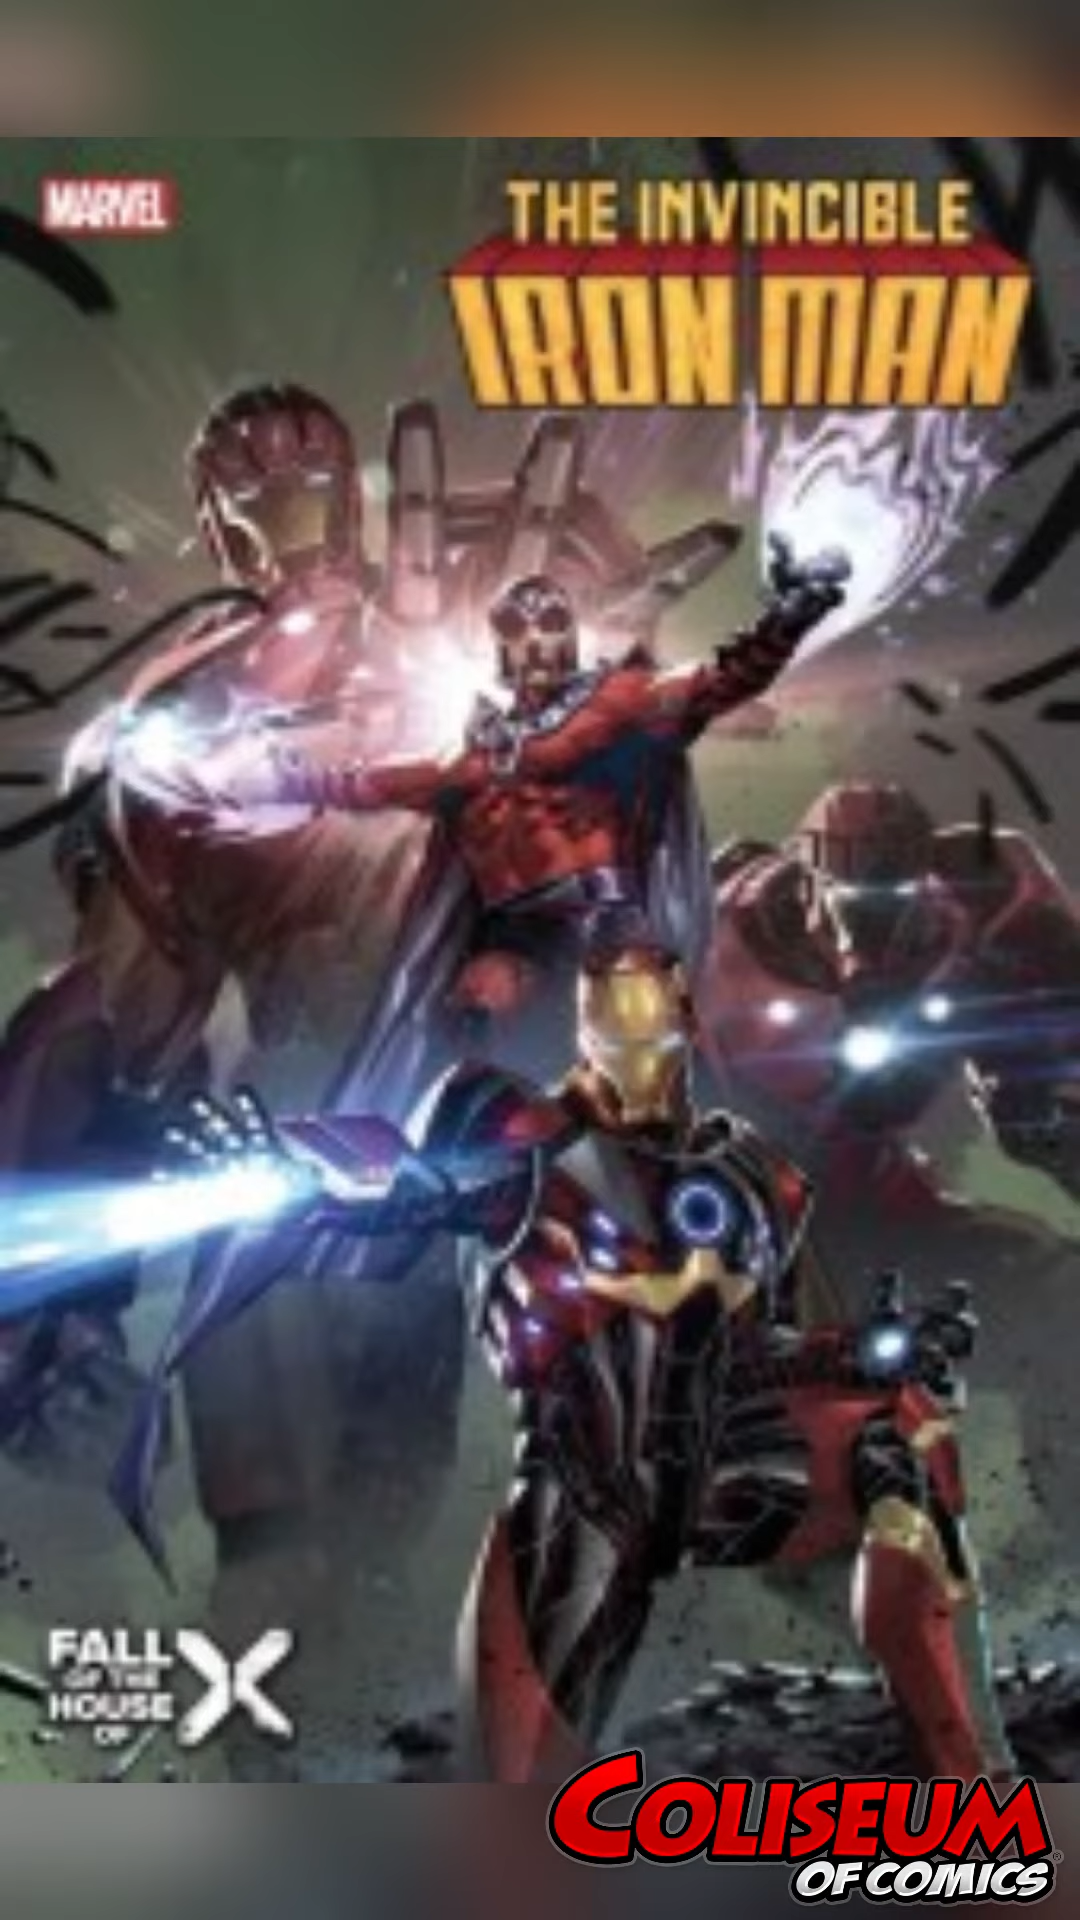 MARVEL
THE INVINCIBLE
IRON MAN
FALL
OF THE
HOUSE
OF
X
COLISEUM
OF COMICS